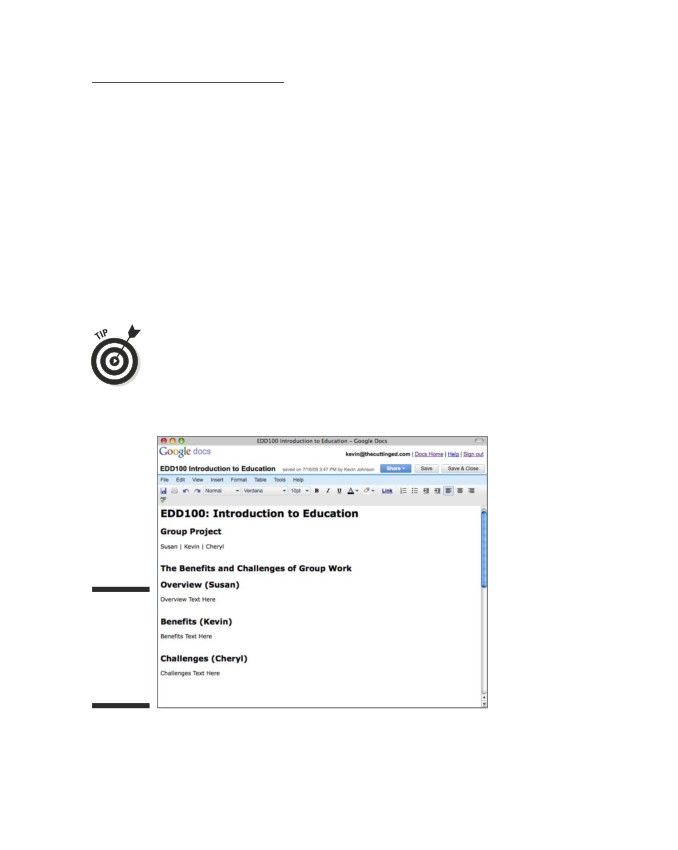 TIP
EDD100 Introduction to Education – Google Docs
Google docs
kevin@thecuttinged.com | Docs Home | Help | Sign out
EDD100 Introduction to Education saved on 7/16/09 5:47 PM by Kevin Johnson Share Save Save & Close
File Edit View Insert Format Table Tools Help
Normal Verdana 10pt B I U A Link
EDD100: Introduction to Education
Group Project
Susan | Kevin | Cheryl
The Benefits and Challenges of Group Work
Overview (Susan)
Overview Text Here
Benefits (Kevin)
Benefits Text Here
Challenges (Cheryl)
Challenges Text Here